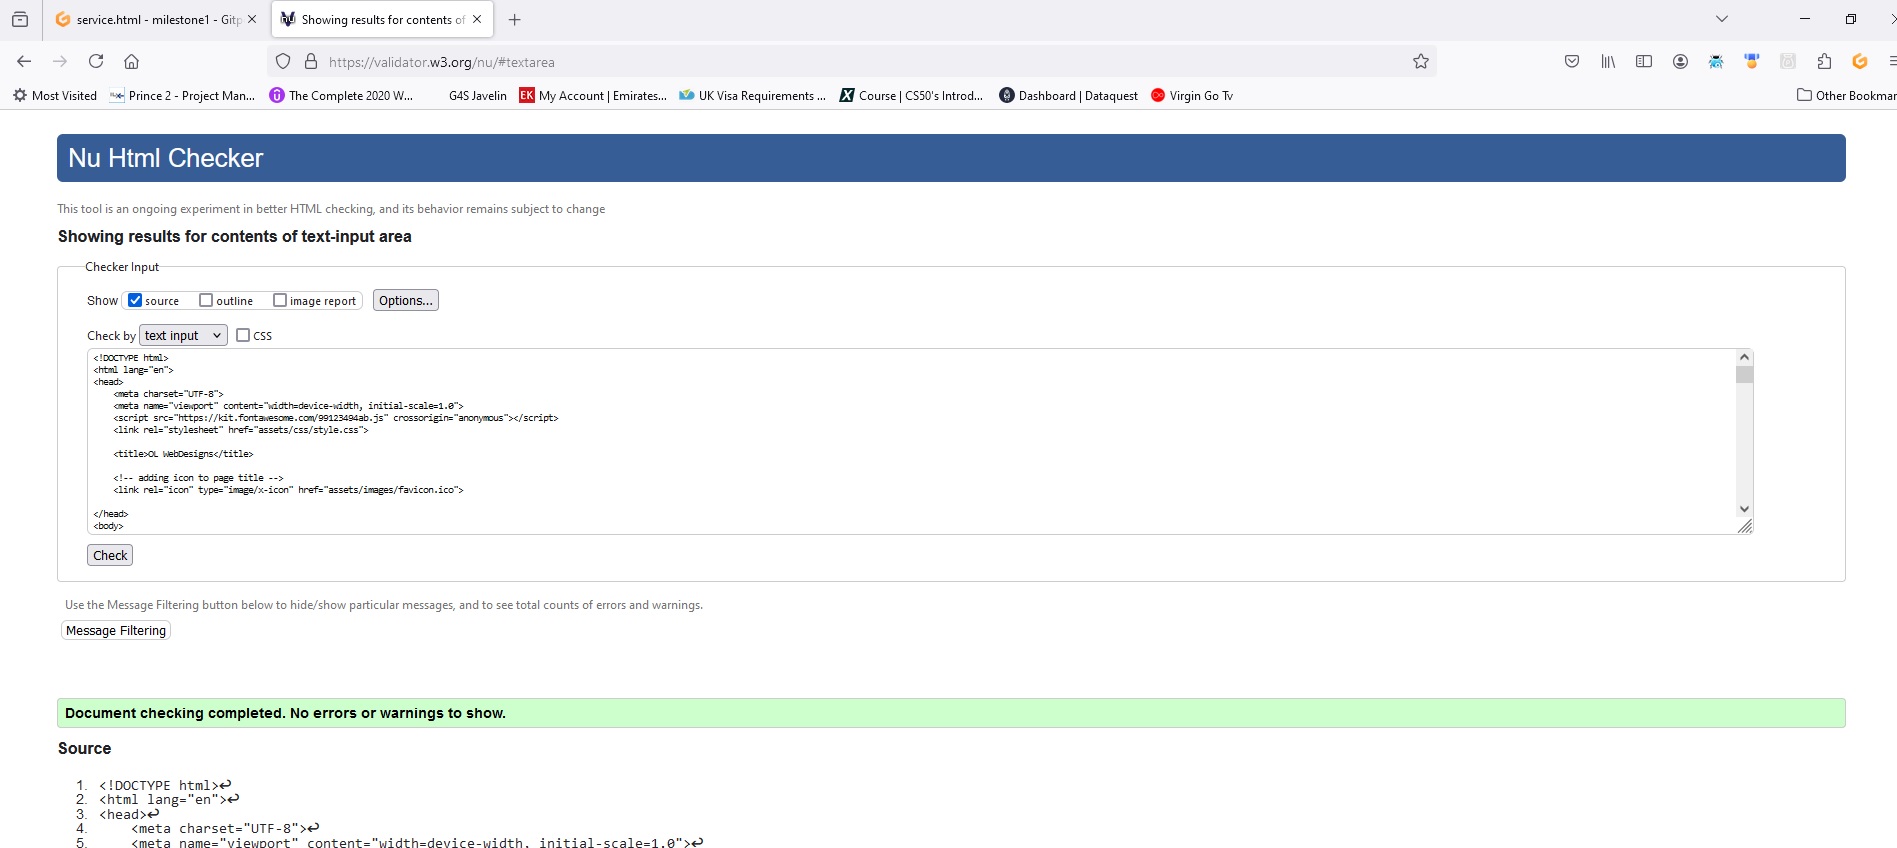 service.html - milestone1 - Gitp
Showing results for contents of
https://validator.w3.org/nu/#textarea
Most Visited Prince 2 - Project Man... The Complete 2020 W... G4S Javelin EK My Account | Emirates... UK Visa Requirements ... X Course | CS50's Introd... Dashboard | Dataquest Virgin Go Tv Other Bookmar
Nu Html Checker
This tool is an ongoing experiment in better HTML checking, and its behavior remains subject to change
Showing results for contents of text-input area
Checker Input
Show source outline image report Options...
Check by text input CSS
<!DOCTYPE html>
<html lang="en">
<head>
<meta charset="UTF-8">
<meta name="viewport" content="width=device-width, initial-scale=1.0">
<script src="https://kit.fontawesome.com/99123494ab.js" crossorigin="anonymous"></script>
<link rel="stylesheet" href="assets/css/style.css">
<title>OL WebDesigns</title>
<!-- adding icon to page title -->
<link rel="icon" type="image/x-icon" href="assets/images/favicon.ico">
</head>
<body>
Check
Use the Message Filtering button below to hide/show particular messages, and to see total counts of errors and warnings.
Message Filtering
Document checking completed. No errors or warnings to show.
Source
1. <!DOCTYPE html>↩
2. <html lang="en">↩
3. <head>↩
4. <meta charset="UTF-8">↩
5. <meta name="viewport" content="width=device-width, initial-scale=1.0">↩